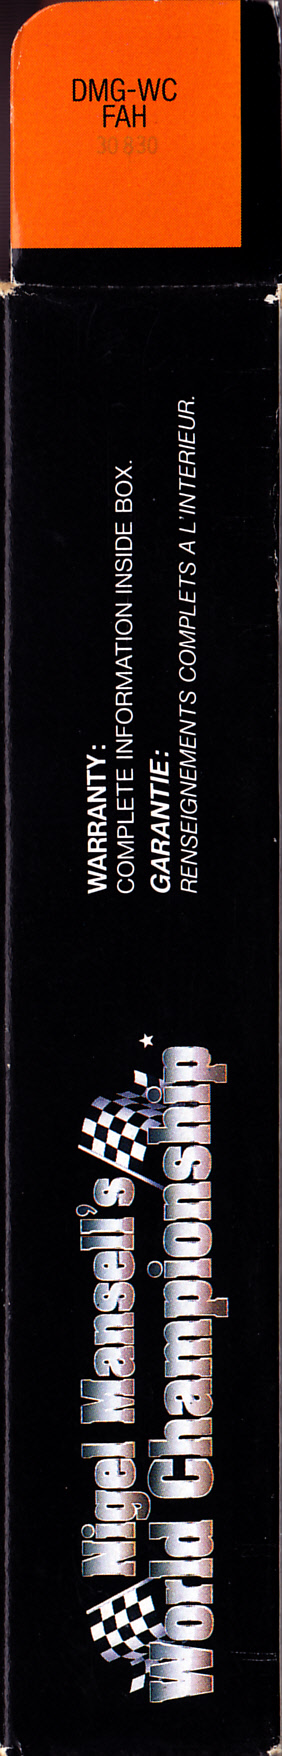 DMG-WC
FAH
WARRANTY:
COMPLETE INFORMATION INSIDE BOX.
GARANTIE:
RENSEIGNEMENTS COMPLETS A L'INTERIEUR.
Nigel Mansell's
World Championship